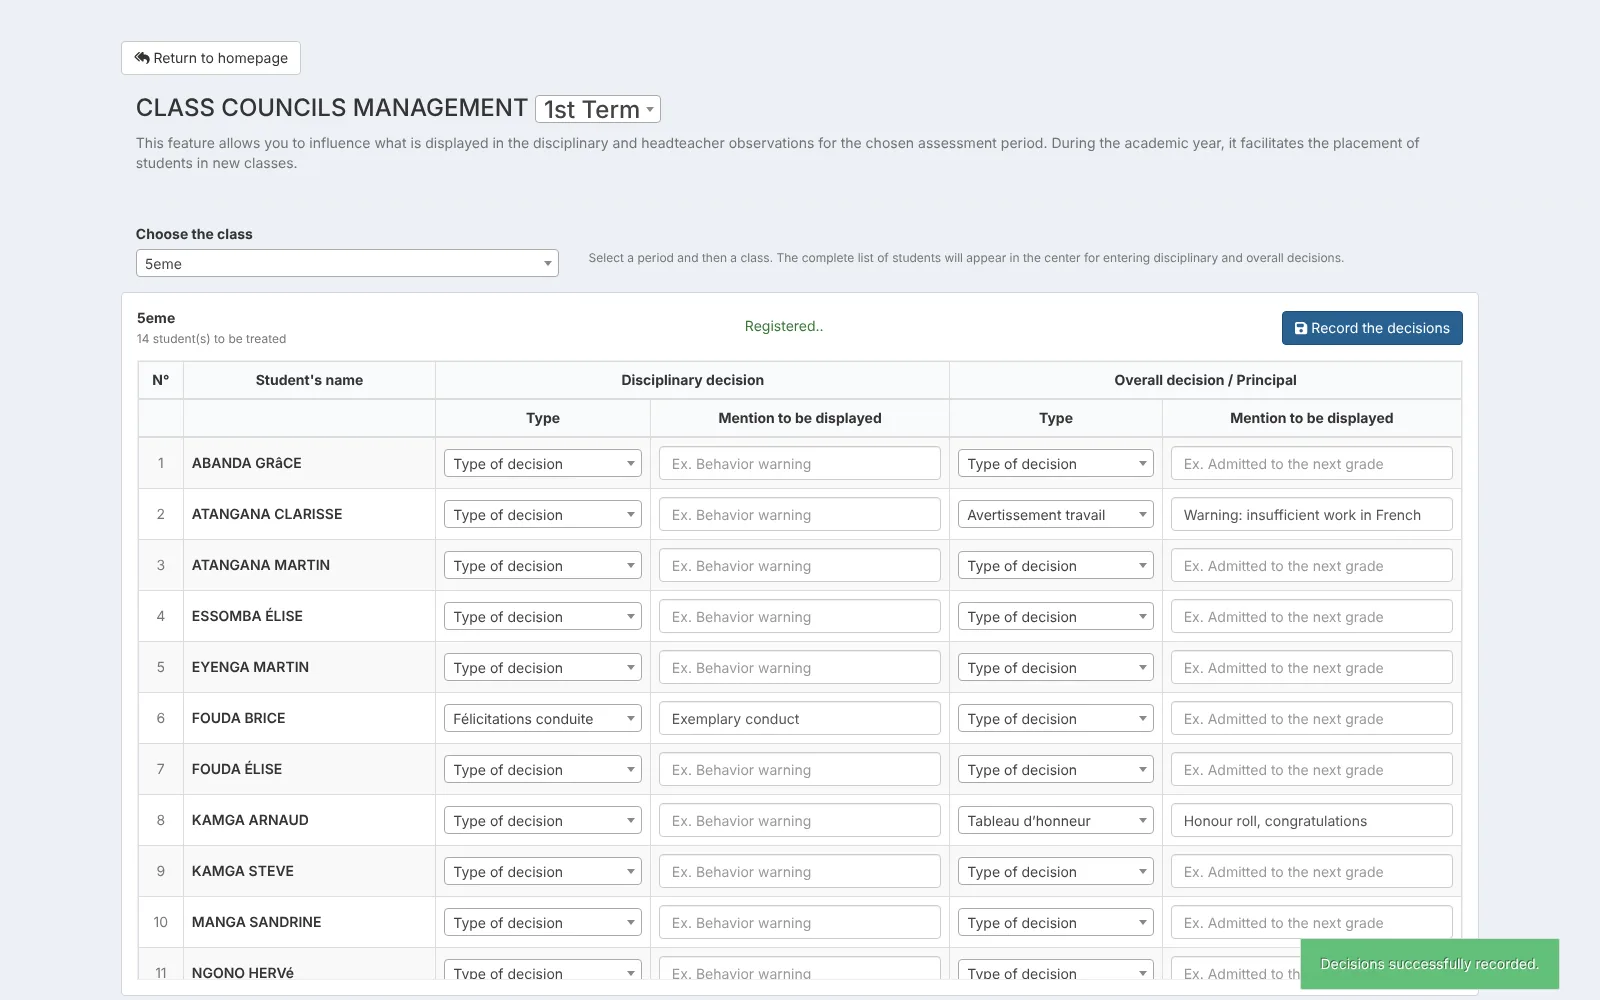 Return to homepage
CLASS COUNCILS MANAGEMENT 1st Term
This feature allows you to influence what is displayed in the disciplinary and headteacher observations for the chosen assessment period. During the academic year, it facilitates the placement of
students in new classes.
Choose the class
5eme
Select a period and then a class. The complete list of students will appear in the center for entering disciplinary and overall decisions.
5eme
14 student(s) to be treated
Registered..
Record the decisions
N° Student's name Disciplinary decision Overall decision / Principal
Type Mention to be displayed Type Mention to be displayed
1 ABANDA GRâCE Type of decision Ex. Behavior warning Type of decision Ex. Admitted to the next grade
2 ATANGANA CLARISSE Type of decision Ex. Behavior warning Avertissement travail Warning: insufficient work in French
3 ATANGANA MARTIN Type of decision Ex. Behavior warning Type of decision Ex. Admitted to the next grade
4 ESSOMBA ÉLISE Type of decision Ex. Behavior warning Type of decision Ex. Admitted to the next grade
5 EYENGA MARTIN Type of decision Ex. Behavior warning Type of decision Ex. Admitted to the next grade
6 FOUDA BRICE Félicitations conduite Exemplary conduct Type of decision Ex. Admitted to the next grade
7 FOUDA ÉLISE Type of decision Ex. Behavior warning Type of decision Ex. Admitted to the next grade
8 KAMGA ARNAUD Type of decision Ex. Behavior warning Tableau d’honneur Honour roll, congratulations
9 KAMGA STEVE Type of decision Ex. Behavior warning Type of decision Ex. Admitted to the next grade
10 MANGA SANDRINE Type of decision Ex. Behavior warning Type of decision Ex. Admitted to the next grade
11 NGONO HERVé Type of decision Ex. Behavior warning Type of decision Ex. Admitted to th
Decisions successfully recorded.